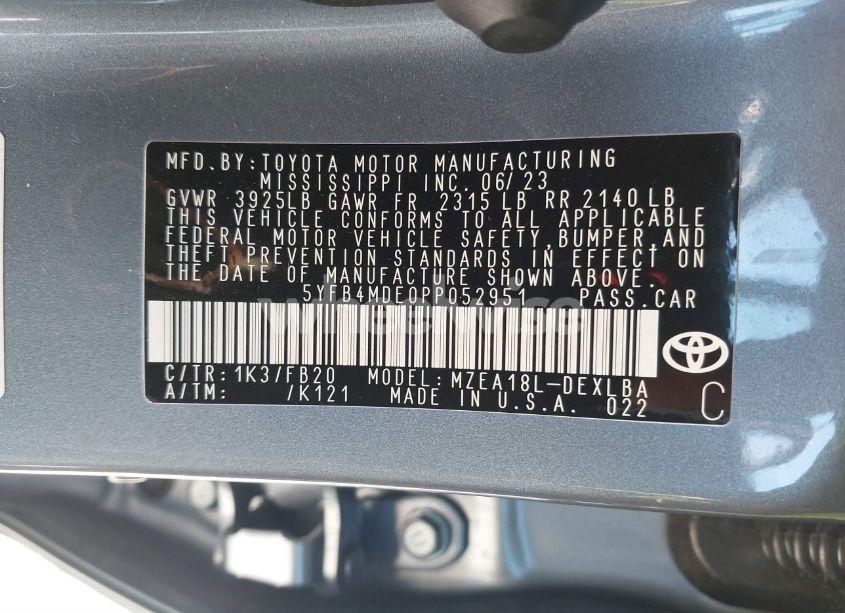 MFD.BY:TOYOTA MOTOR MANUFACTURING
MISSISSIPPI INC. 06/23
GVWR 3925LB GAWR FR 2315 LB RR 2140 LB
THIS VEHICLE CONFORMS TO ALL APPLICABLE
FEDERAL MOTOR VEHICLE SAFETY, BUMPER, AND
THEFT PREVENTION STANDARDS IN EFFECT ON
THE DATE OF MANUFACTURE SHOWN ABOVE.
5YFB4MDE0PP052951 PASS.CAR
wheelwise
C/TR: 1K3/FB20 MODEL: MZEA18L-DEXLBA
A/TM: /K121 MADE IN U.S.A. 022
C